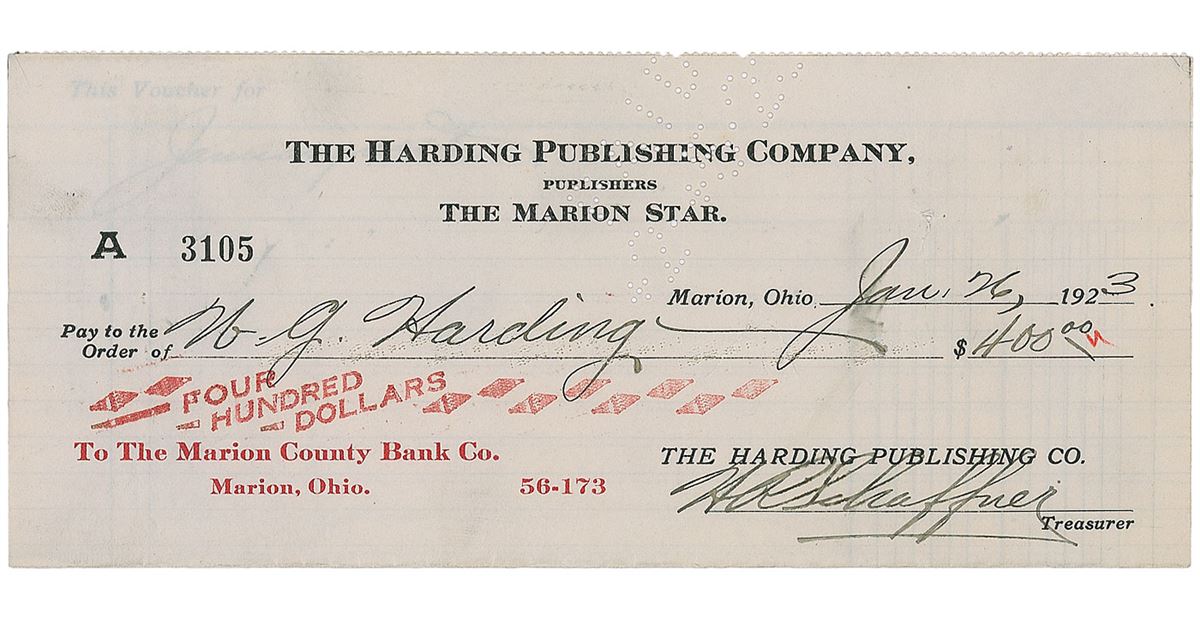 This Voucher for
THE HARDING PUBLISHING COMPANY,
PUPLISHERS
THE MARION STAR.
A 3105
Marion, Ohio. Jan. 26, 1923.
Pay to the Order of W. G. Harding $400 00
FOUR HUNDRED DOLLARS
To The Marion County Bank Co.
Marion, Ohio. 56-173
THE HARDING PUBLISHING CO.
HRSchaffner
Treasurer